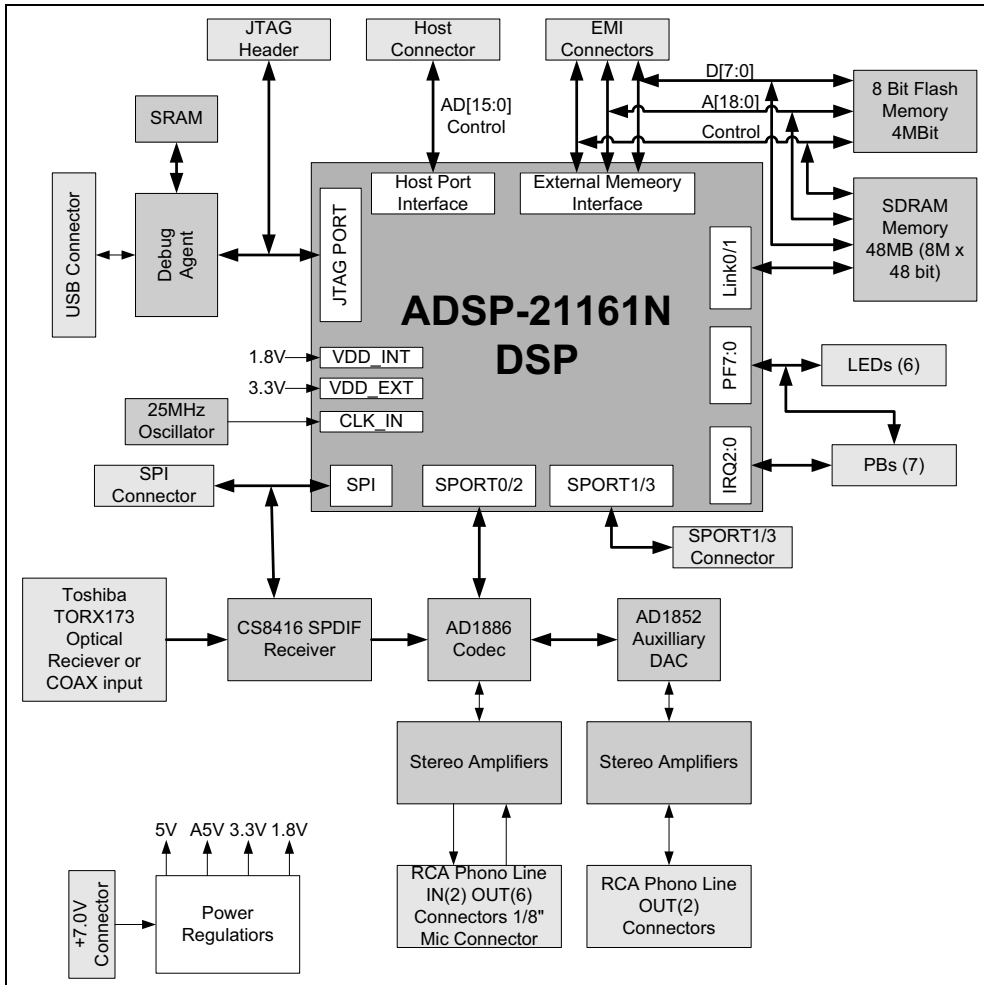 JTAG
Header
Host
Connector
EMI
Connectors
D[7:0]
A[18:0]
Control
8 Bit Flash
Memory
4MBit
AD[15:0]
Control
SRAM
USB Connector
Debug
Agent
JTAG PORT
Host Port
Interface
External Memeory
Interface
SDRAM
Memory
48MB (8M x
48 bit)
Link0/1
ADSP-21161N
DSP
1.8V
VDD_INT
3.3V
VDD_EXT
25MHz
Oscillator
CLK_IN
PF7:0
LEDs (6)
IRQ2:0
PBs (7)
SPI
Connector
SPI
SPORT0/2
SPORT1/3
SPORT1/3
Connector
Toshiba
TORX173
Optical
Reciever or
COAX input
CS8416 SPDIF
Receiver
AD1886
Codec
AD1852
Auxilliary
DAC
Stereo Amplifiers
Stereo Amplifiers
5V
A5V
3.3V
1.8V
+7.0V
Connector
Power
Regulatiors
RCA Phono Line
IN(2) OUT(6)
Connectors 1/8"
Mic Connector
RCA Phono Line
OUT(2)
Connectors